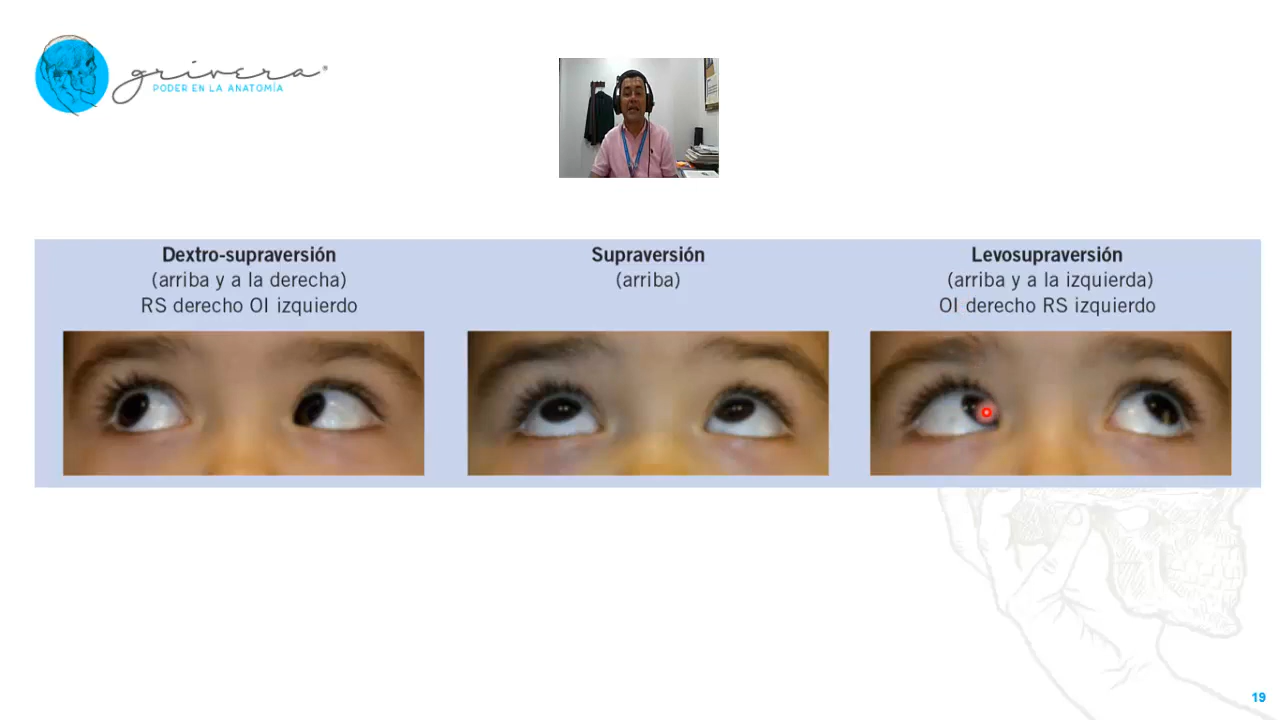 grivera®
PODER EN LA ANATOMÍA
Dextro-supraversión
(arriba y a la derecha)
RS derecho OI izquierdo
Supraversión
(arriba)
Levosupraversión
(arriba y a la izquierda)
OI derecho RS izquierdo
19